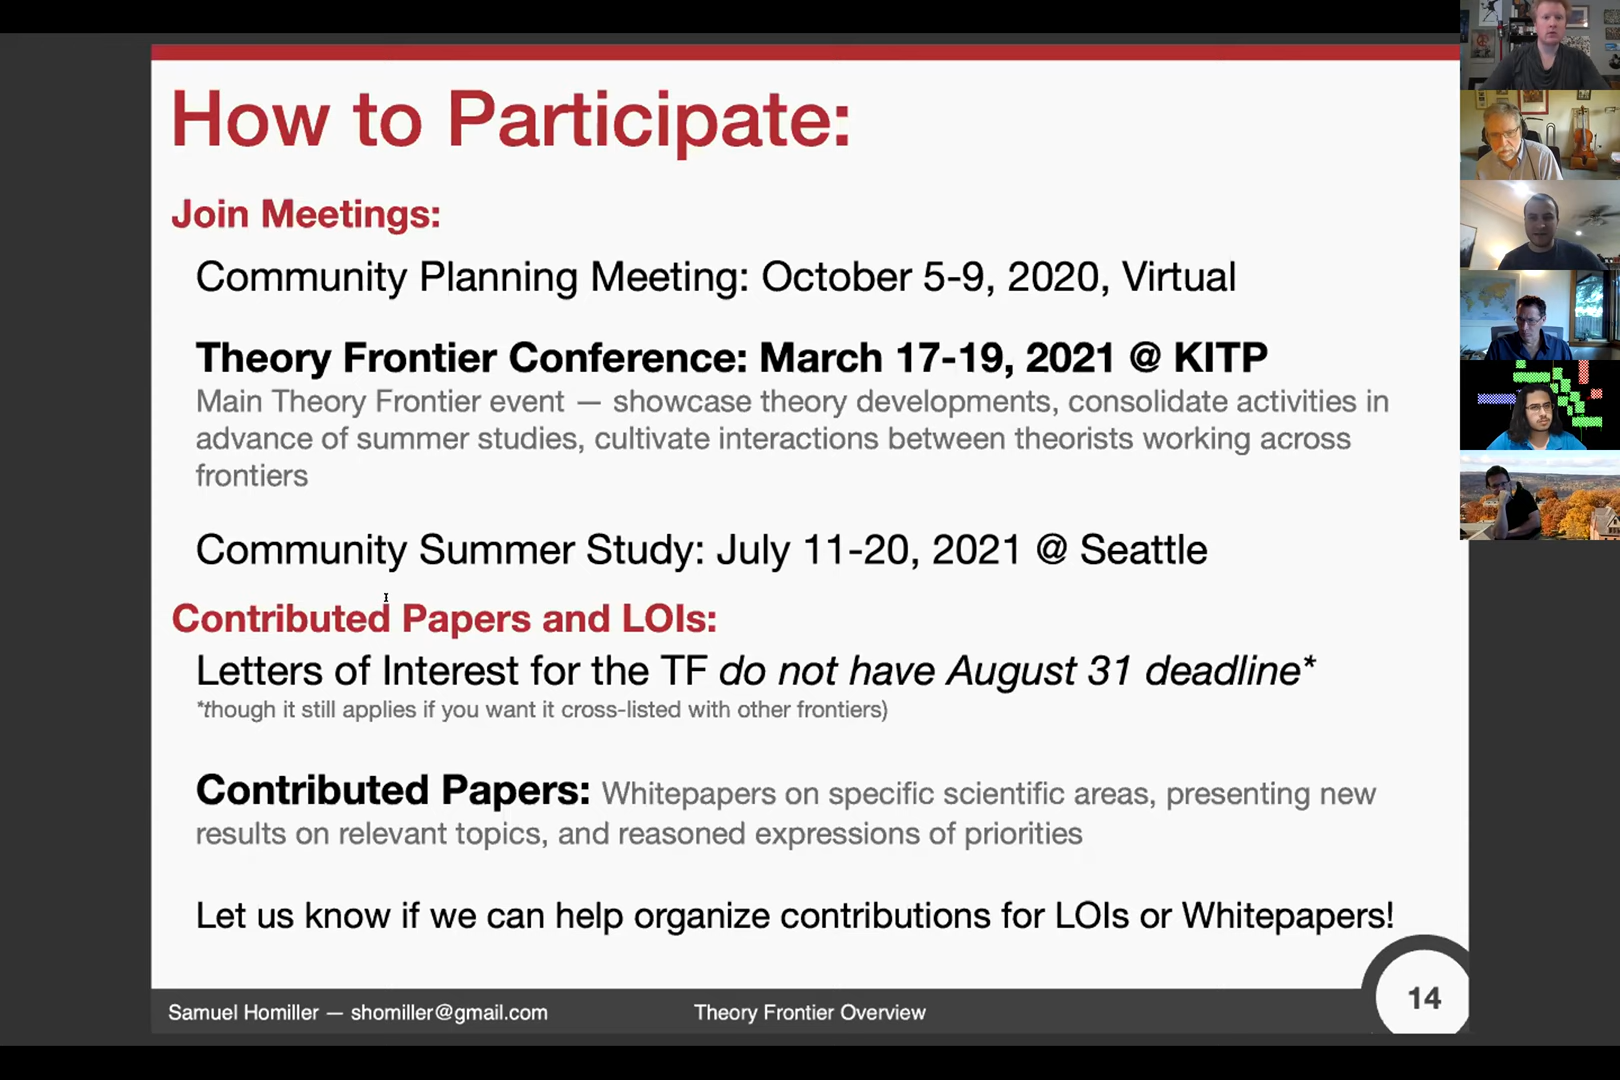 How to Participate:
Join Meetings:
Community Planning Meeting: October 5-9, 2020, Virtual
Theory Frontier Conference: March 17-19, 2021 @ KITP
Main Theory Frontier event — showcase theory developments, consolidate activities in
advance of summer studies, cultivate interactions between theorists working across
frontiers
Community Summer Study: July 11-20, 2021 @ Seattle
Contributed Papers and LOIs:
Letters of Interest for the TF do not have August 31 deadline*
*though it still applies if you want it cross-listed with other frontiers)
Contributed Papers: Whitepapers on specific scientific areas, presenting new
results on relevant topics, and reasoned expressions of priorities
Let us know if we can help organize contributions for LOIs or Whitepapers!
Samuel Homiller — shomiller@gmail.com
Theory Frontier Overview
14